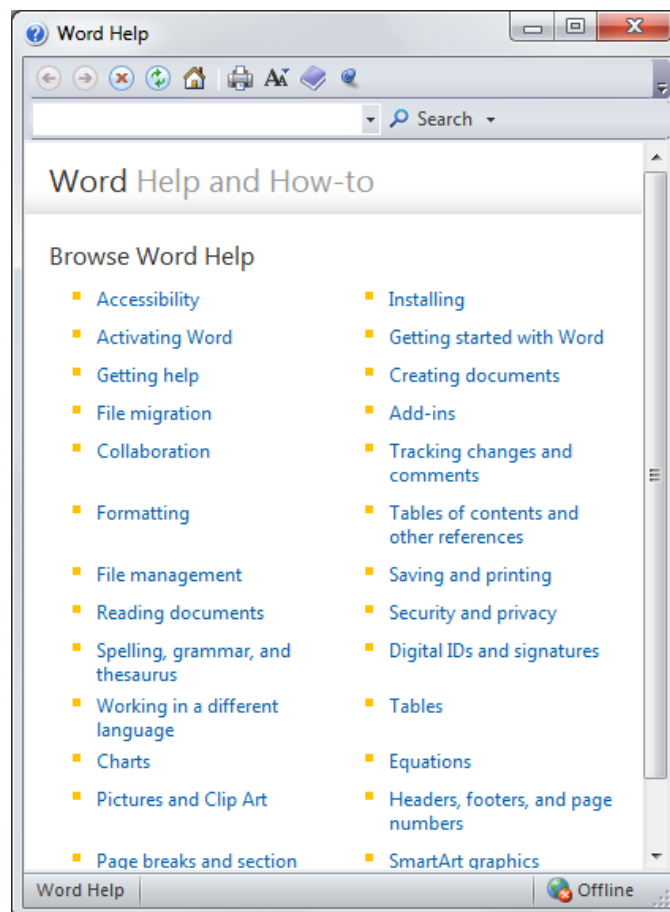 Word Help
Search
Word Help and How-to
Browse Word Help
Accessibility
Installing
Activating Word
Getting started with Word
Getting help
Creating documents
File migration
Add-ins
Collaboration
Tracking changes and
comments
Formatting
Tables of contents and
other references
File management
Saving and printing
Reading documents
Security and privacy
Spelling, grammar, and
thesaurus
Digital IDs and signatures
Working in a different
language
Tables
Charts
Equations
Pictures and Clip Art
Headers, footers, and page
numbers
Page breaks and section
SmartArt graphics
Word Help
Offline